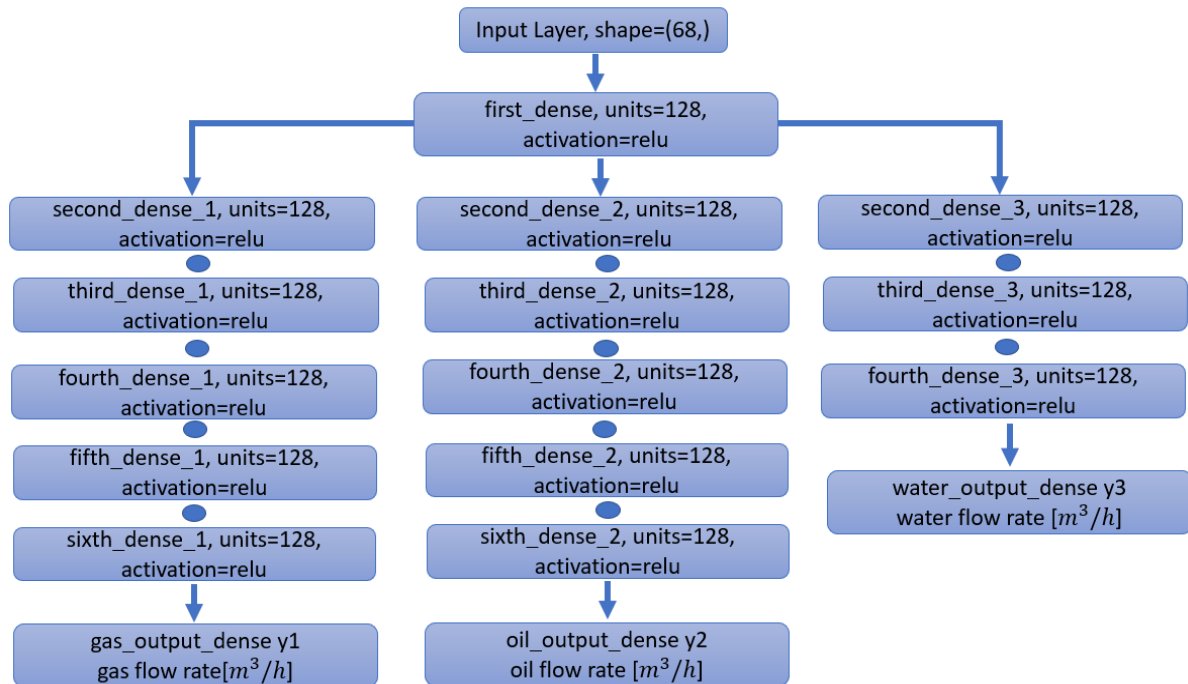 Input Layer, shape=(68,)
first_dense, units=128,
activation=relu
second_dense_1, units=128,
activation=relu
third_dense_1, units=128,
activation=relu
fourth_dense_1, units=128,
activation=relu
fifth_dense_1, units=128,
activation=relu
sixth_dense_1, units=128,
activation=relu
gas_output_dense y1
gas flow rate[m³/h]
second_dense_2, units=128,
activation=relu
third_dense_2, units=128,
activation=relu
fourth_dense_2, units=128,
activation=relu
fifth_dense_2, units=128,
activation=relu
sixth_dense_2, units=128,
activation=relu
oil_output_dense y2
oil flow rate [m³/h]
second_dense_3, units=128,
activation=relu
third_dense_3, units=128,
activation=relu
fourth_dense_3, units=128,
activation=relu
water_output_dense y3
water flow rate [m³/h]